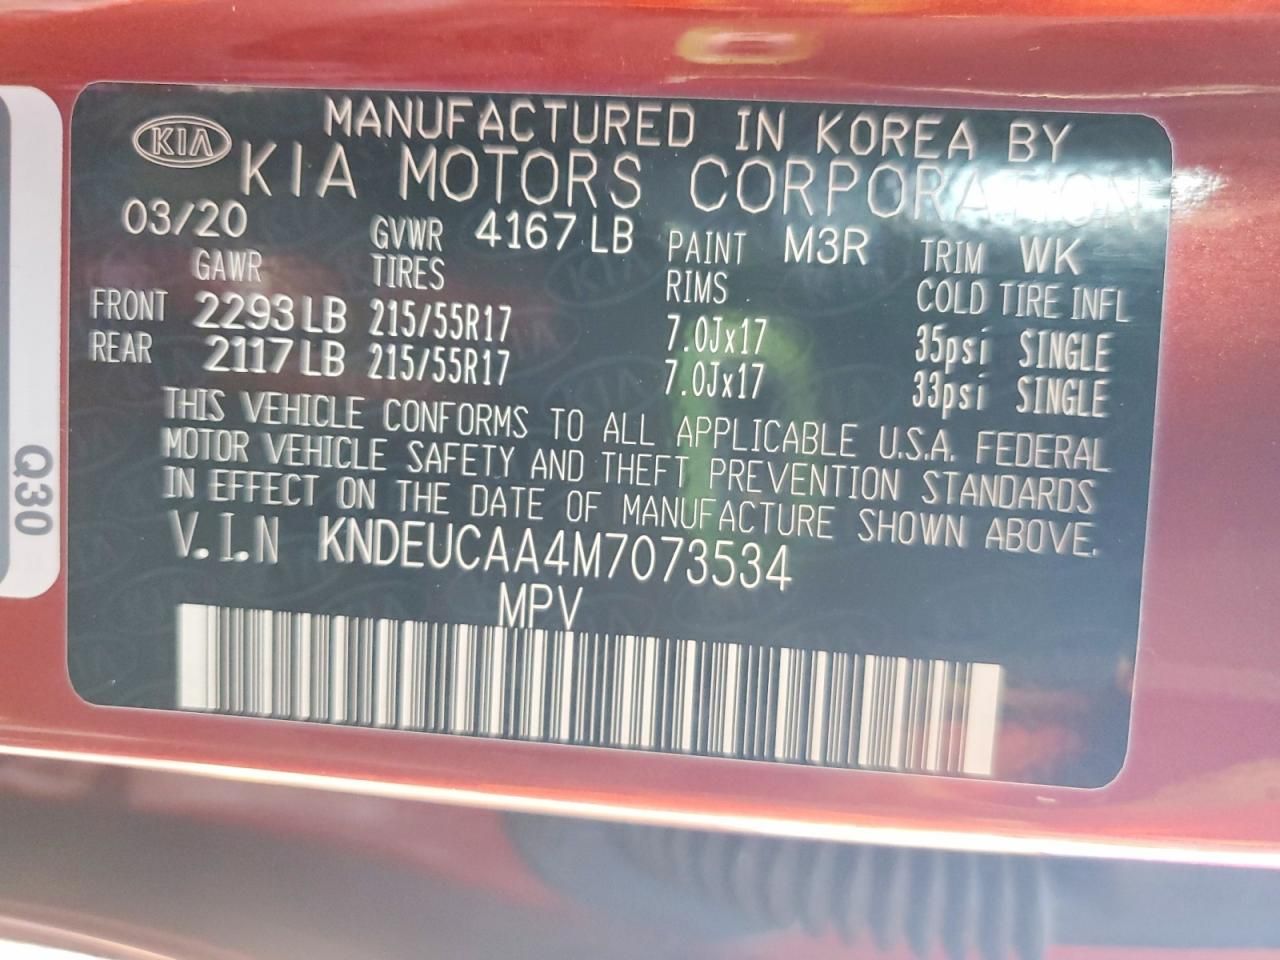 KIA
MANUFACTURED IN KOREA BY
KIA MOTORS CORPORATION
03/20 GVWR 4167 LB PAINT M3R TRIM WK
GAWR TIRES RIMS COLD TIRE INFL
FRONT 2293 LB 215/55R17 7.0Jx17 35psi SINGLE
REAR 2117 LB 215/55R17 7.0Jx17 33psi SINGLE
THIS VEHICLE CONFORMS TO ALL APPLICABLE U.S.A. FEDERAL
MOTOR VEHICLE SAFETY AND THEFT PREVENTION STANDARDS
IN EFFECT ON THE DATE OF MANUFACTURE SHOWN ABOVE.
V.I.N KNDEUCAA4M7073534
MPV
Q30